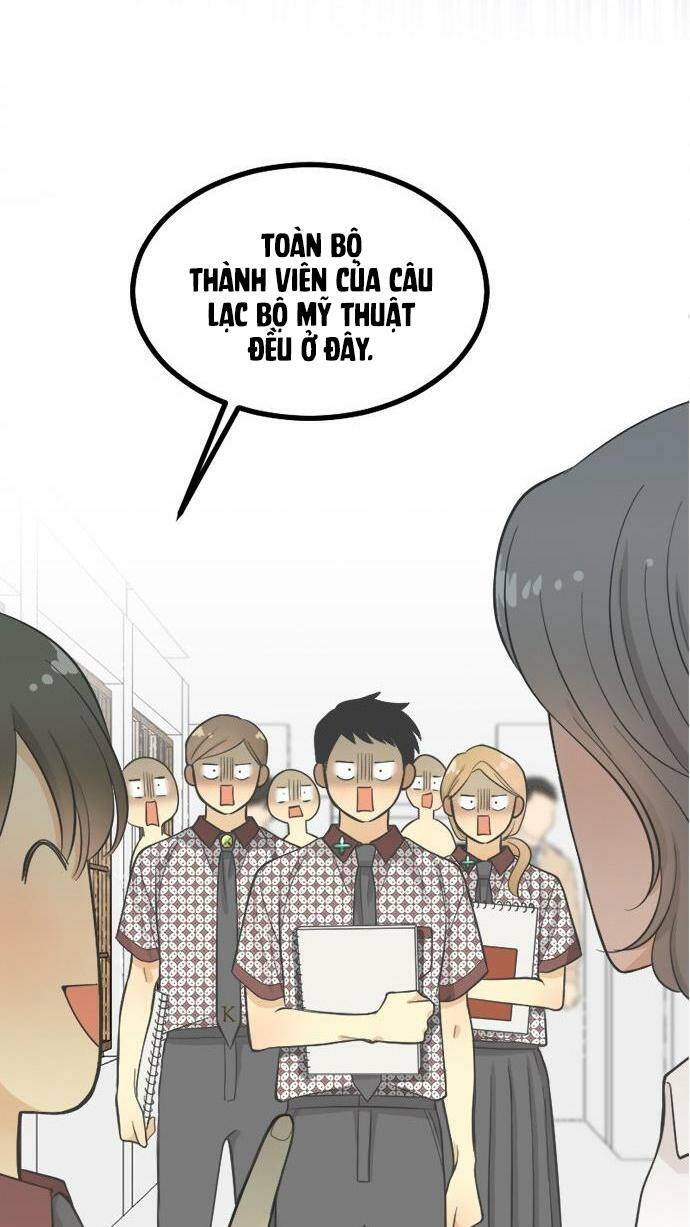 TOÀN BỘ
THÀNH VIÊN CỦA CÂU
LẠC BỘ MỸ THUẬT
ĐỀU Ở ĐÂY.
K